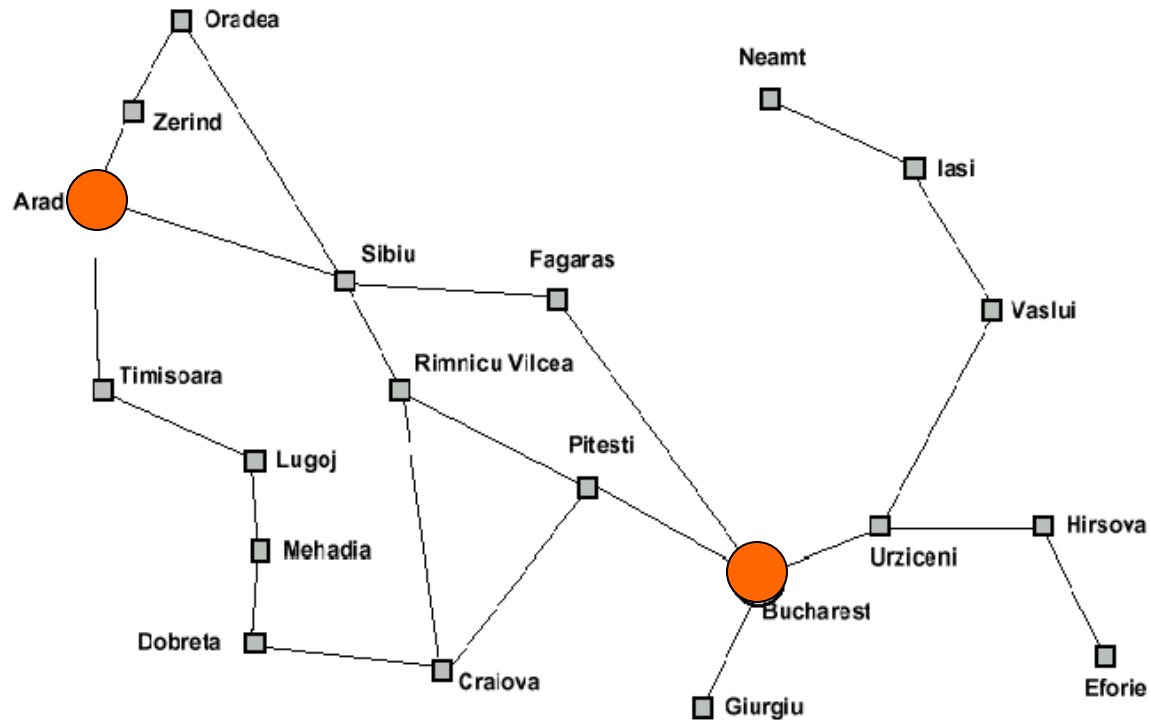 Oradea
Neamt
Zerind
Iasi
Arad
Sibiu
Fagaras
Vaslui
Rimnicu Vilcea
Timisoara
Pitesti
Lugoj
Hirsova
Mehadia
Urziceni
Bucharest
Dobreta
Craiova
Eforie
Giurgiu